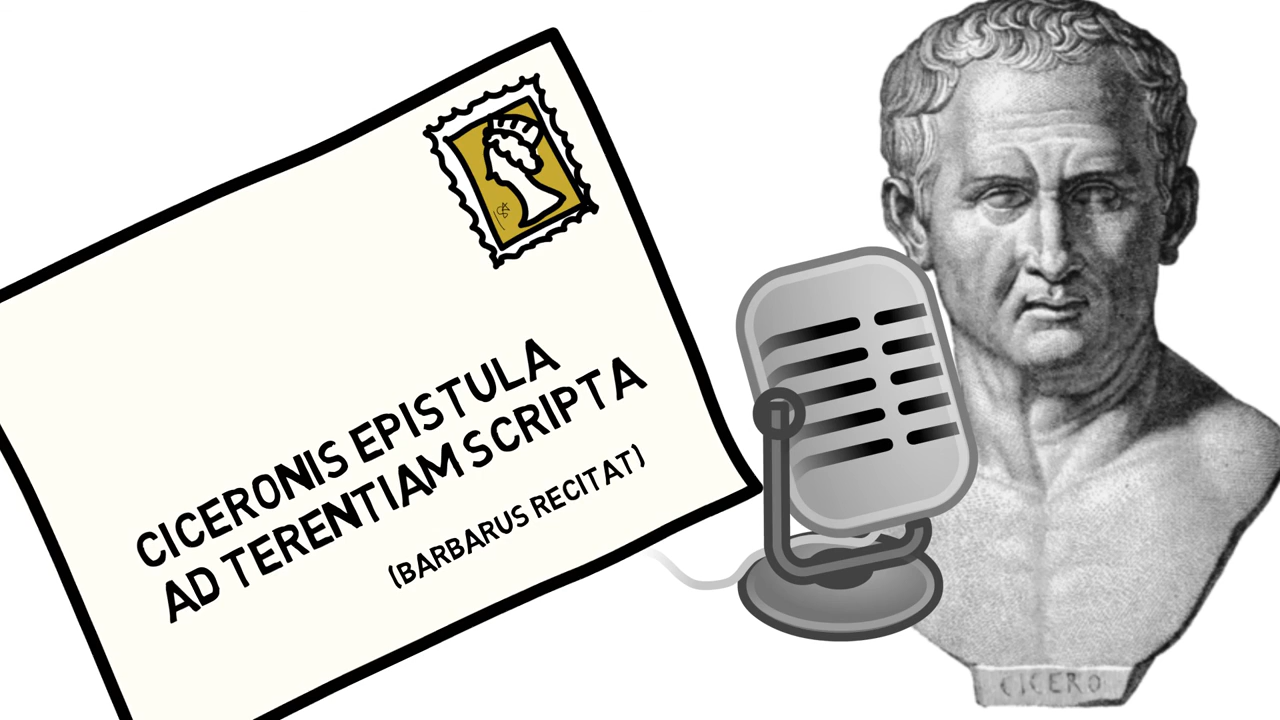 CICERONIS EPISTULA
AD TERENTIAM SCRIPTA
(BARBARUS RECITAT)
CICERO